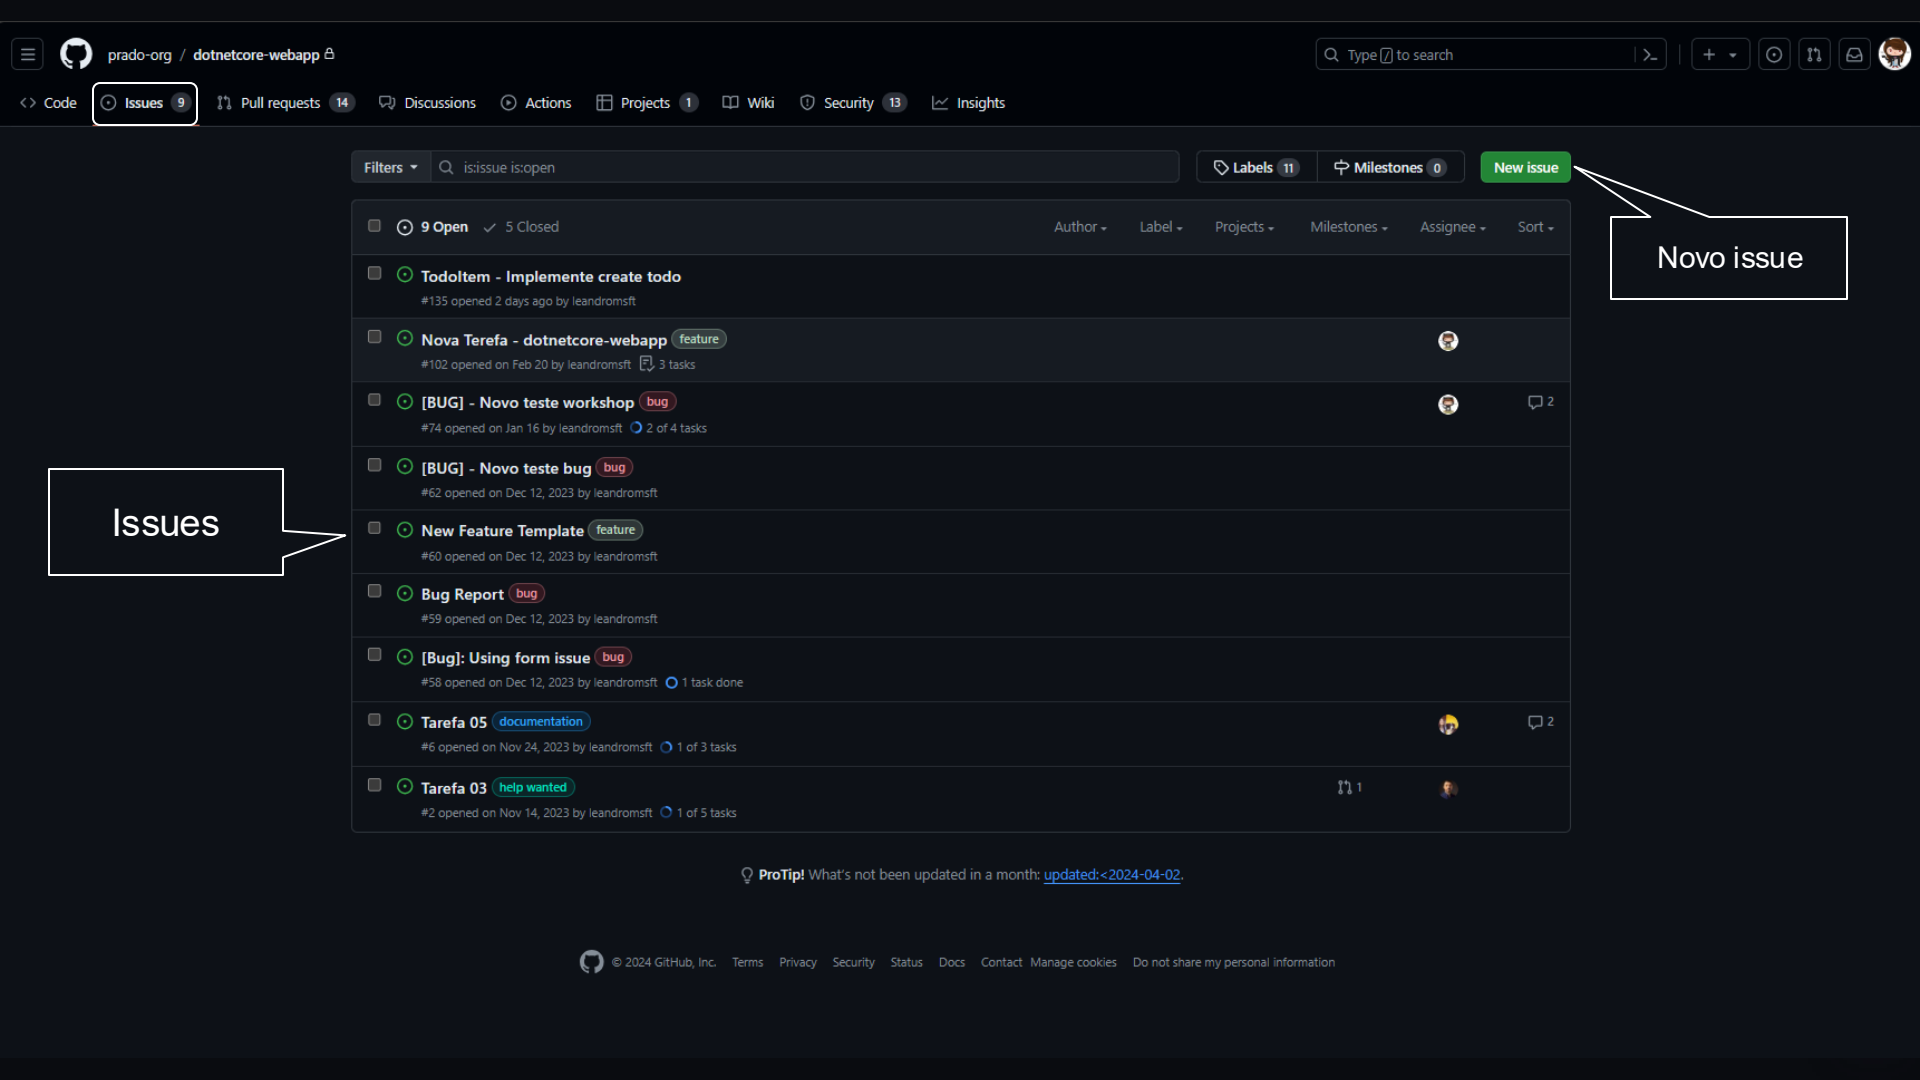 prado-org / dotnetcore-webapp
Type / to search
Code
Issues 9
Pull requests 14
Discussions
Actions
Projects 1
Wiki
Security 13
Insights
Filters
is:issue is:open
Labels 11
Milestones 0
New issue
Novo issue
9 Open
5 Closed
Author
Label
Projects
Milestones
Assignee
Sort
TodoItem - Implemente create todo
#135 opened 2 days ago by leandromsft
Nova Terefa - dotnetcore-webapp feature
#102 opened on Feb 20 by leandromsft 3 tasks
[BUG] - Novo teste workshop bug
2
#74 opened on Jan 16 by leandromsft 2 of 4 tasks
[BUG] - Novo teste bug bug
#62 opened on Dec 12, 2023 by leandromsft
Issues
New Feature Template feature
#60 opened on Dec 12, 2023 by leandromsft
Bug Report bug
#59 opened on Dec 12, 2023 by leandromsft
[Bug]: Using form issue bug
#58 opened on Dec 12, 2023 by leandromsft 1 task done
Tarefa 05 documentation
2
#6 opened on Nov 24, 2023 by leandromsft 1 of 3 tasks
Tarefa 03 help wanted
1
#2 opened on Nov 14, 2023 by leandromsft 1 of 5 tasks
ProTip! What's not been updated in a month: updated:<2024-04-02.
© 2024 GitHub, Inc. Terms Privacy Security Status Docs Contact Manage cookies Do not share my personal information